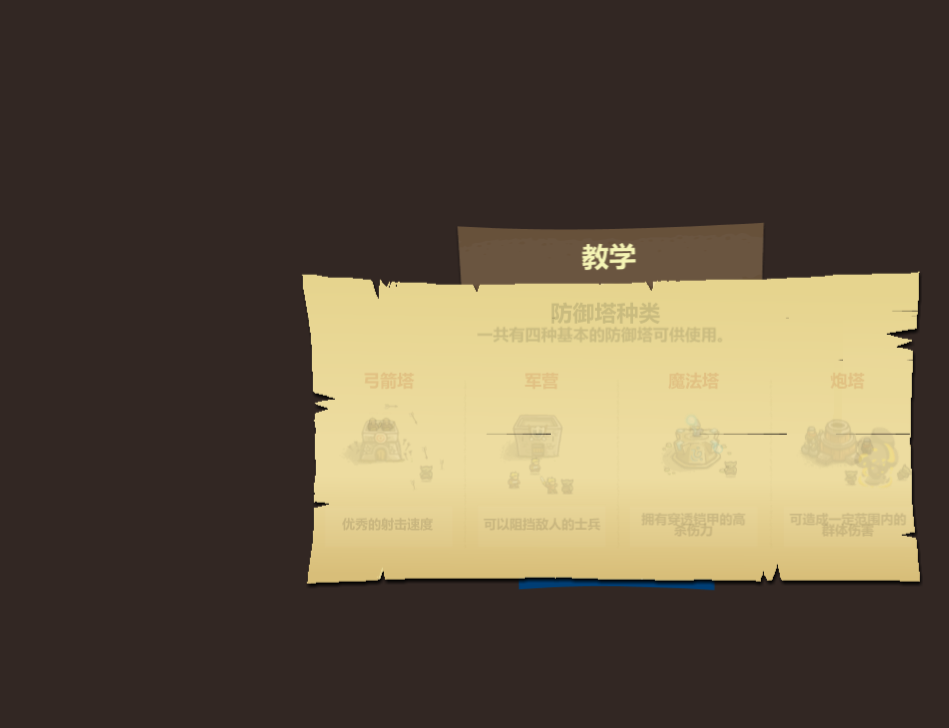 教学
防御塔种类
一共有四种基本的防御塔可供使用。
弓箭塔
军营
魔法塔
炮塔
优秀的射击速度
可以阻挡敌人的士兵
拥有穿透铠甲的高
杀伤力
可造成一定范围内的
群体伤害